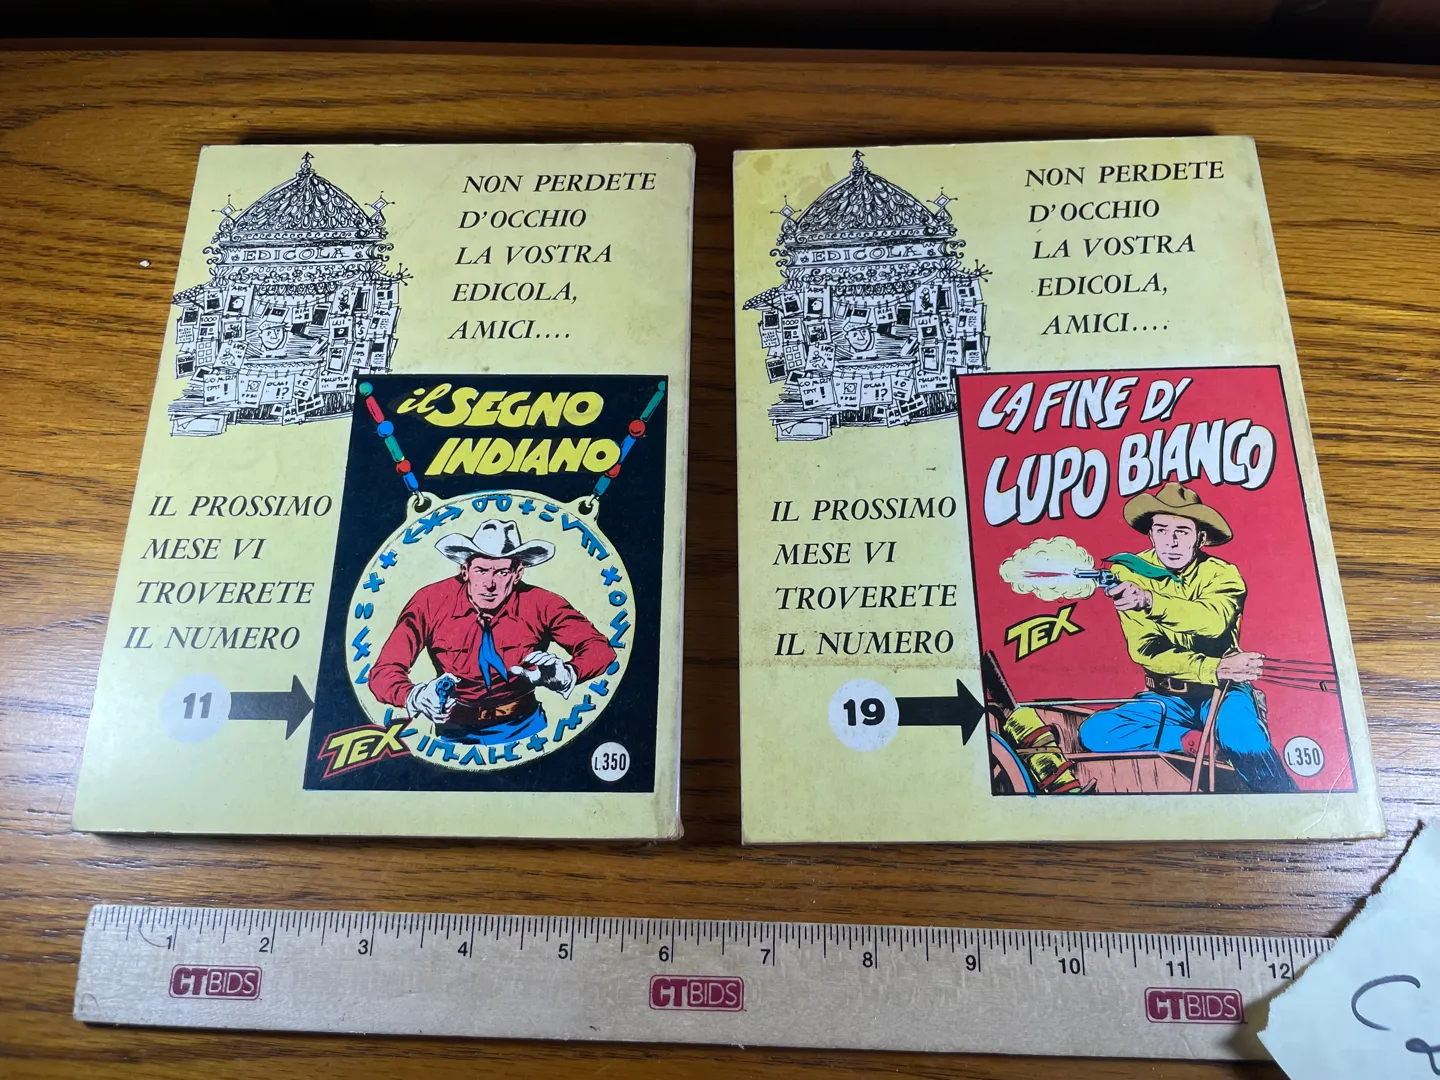 EDICOLA
NON PERDETE
D'OCCHIO
LA VOSTRA
EDICOLA,
AMICI....
il SEGNO
INDIANO
IL PROSSIMO
MESE VI
TROVERETE
IL NUMERO
11
TEX
L.350
EDICOLA
NON PERDETE
D'OCCHIO
LA VOSTRA
EDICOLA,
AMICI....
LA FINE DI
LUPO BIANCO
IL PROSSIMO
MESE VI
TROVERETE
IL NUMERO
19
TEX
L.350
1 2 3 4 5 6 7 8 9 10 11 12
CTBIDS CTBIDS CTBIDS